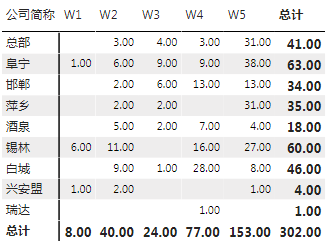 公司简称 W1 W2 W3 W4 W5 总计
总部 3.00 4.00 3.00 31.00 41.00
阜宁 1.00 6.00 9.00 9.00 38.00 63.00
邯郸 2.00 6.00 13.00 13.00 34.00
萍乡 2.00 2.00 31.00 35.00
酒泉 5.00 2.00 7.00 4.00 18.00
锡林 6.00 11.00 16.00 27.00 60.00
白城 9.00 1.00 28.00 8.00 46.00
兴安盟 1.00 2.00 1.00 4.00
瑞达 1.00 1.00
总计 8.00 40.00 24.00 77.00 153.00 302.00